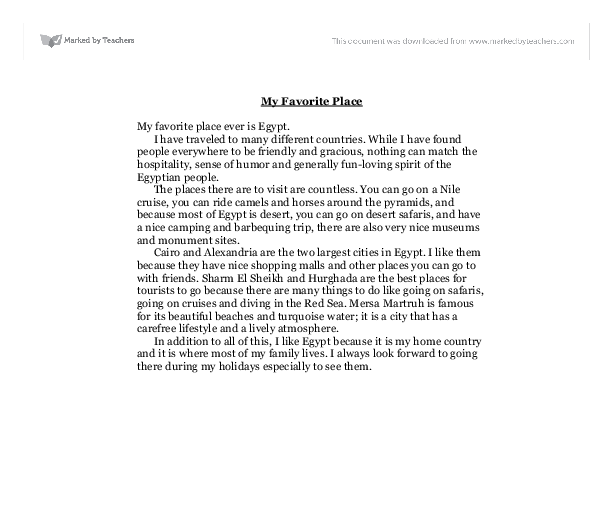 Marked by Teachers
This document was downloaded from www.markedbyteachers.com
My Favorite Place
My favorite place ever is Egypt.
I have traveled to many different countries. While I have found
people everywhere to be friendly and gracious, nothing can match the
hospitality, sense of humor and generally fun-loving spirit of the
Egyptian people.
The places there are to visit are countless. You can go on a Nile
cruise, you can ride camels and horses around the pyramids, and
because most of Egypt is desert, you can go on desert safaris, and have
a nice camping and barbequing trip, there are also very nice museums
and monument sites.
Cairo and Alexandria are the two largest cities in Egypt. I like them
because they have nice shopping malls and other places you can go to
with friends. Sharm El Sheikh and Hurghada are the best places for
tourists to go because there are many things to do like going on safaris,
going on cruises and diving in the Red Sea. Mersa Martruh is famous
for its beautiful beaches and turquoise water; it is a city that has a
carefree lifestyle and a lively atmosphere.
In addition to all of this, I like Egypt because it is my home country
and it is where most of my family lives. I always look forward to going
there during my holidays especially to see them.